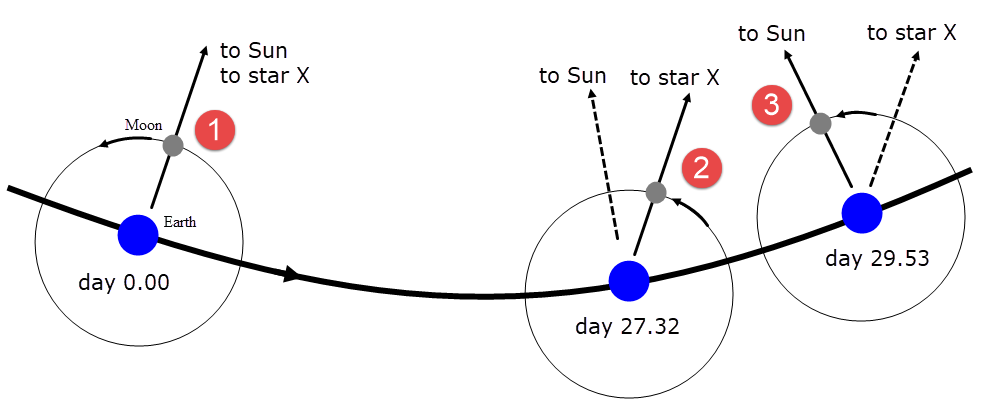 to Sun
to star X
Moon
1
Earth
day 0.00
to Sun
to star X
2
day 27.32
to Sun
to star X
3
day 29.53